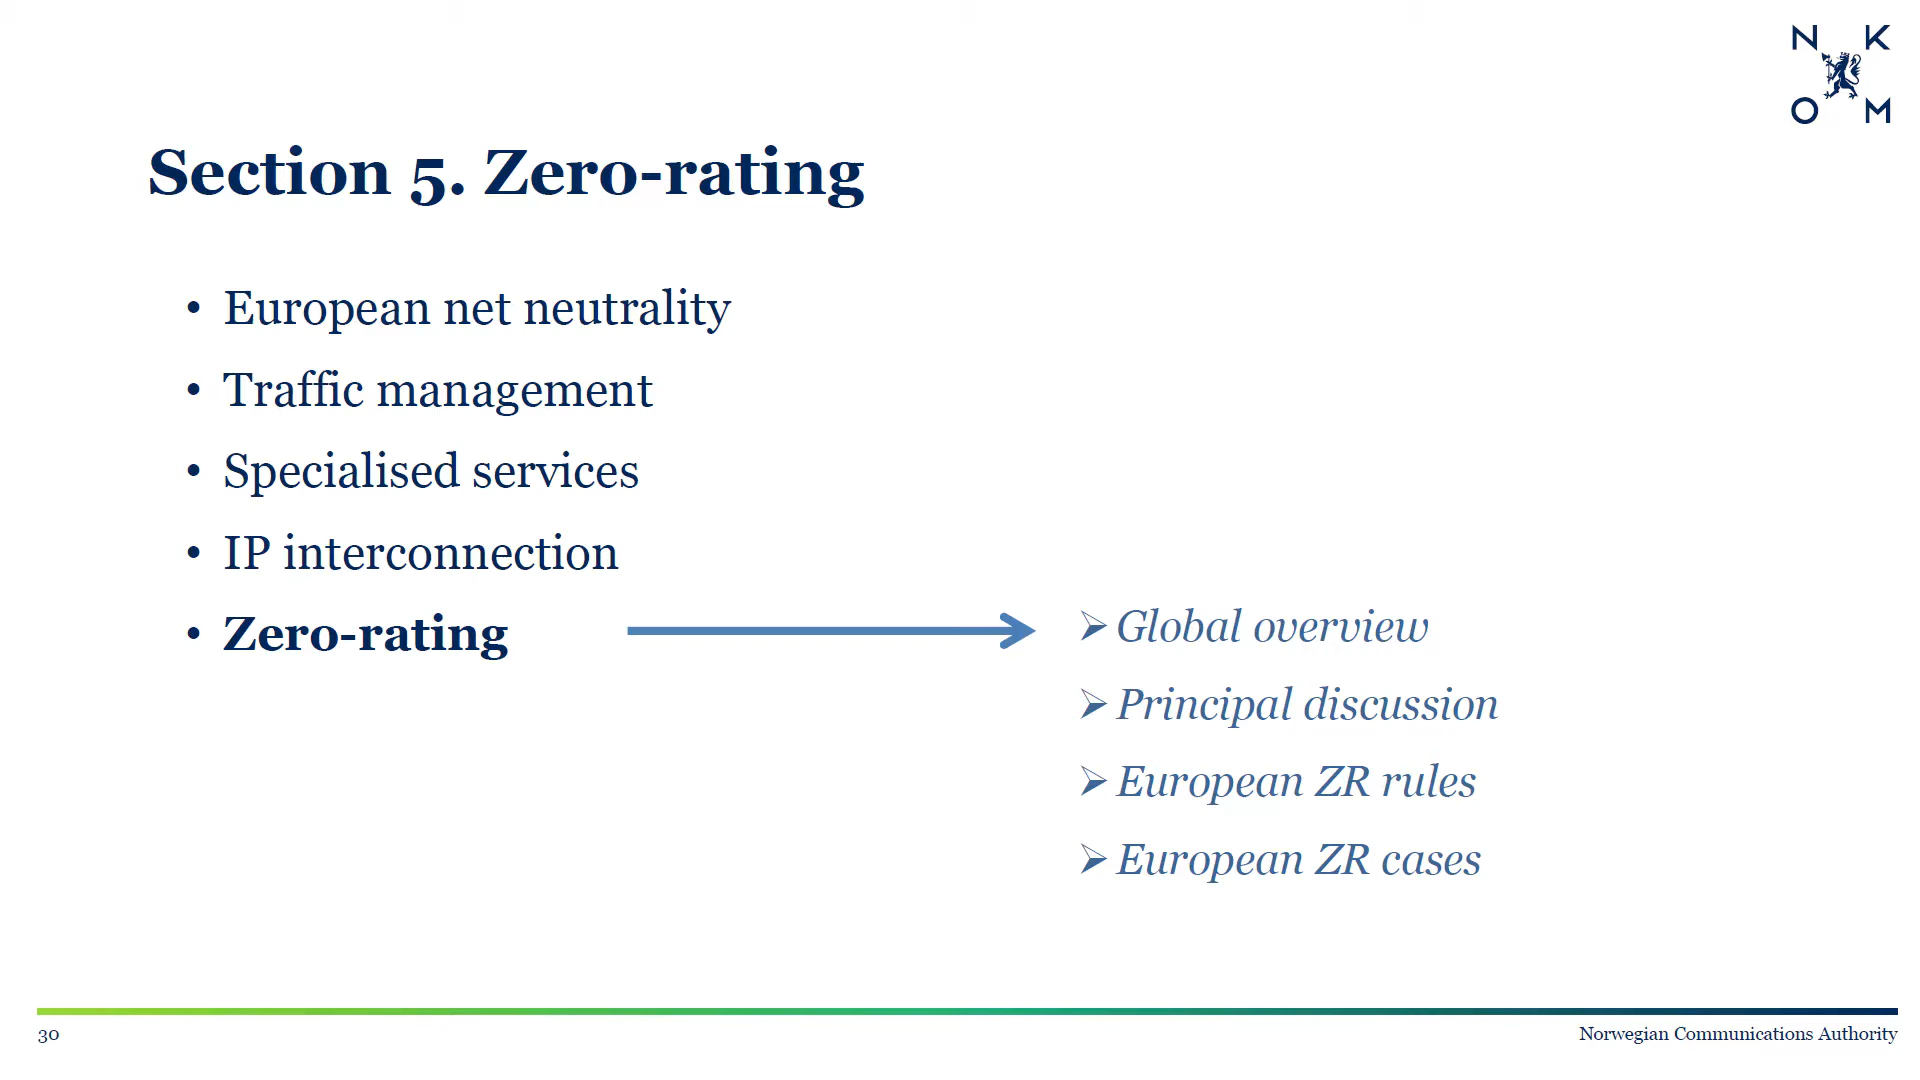 N K
O M
Section 5. Zero-rating
• European net neutrality
• Traffic management
• Specialised services
• IP interconnection
• Zero-rating
➢ Global overview
➢ Principal discussion
➢ European ZR rules
➢ European ZR cases
30
Norwegian Communications Authority